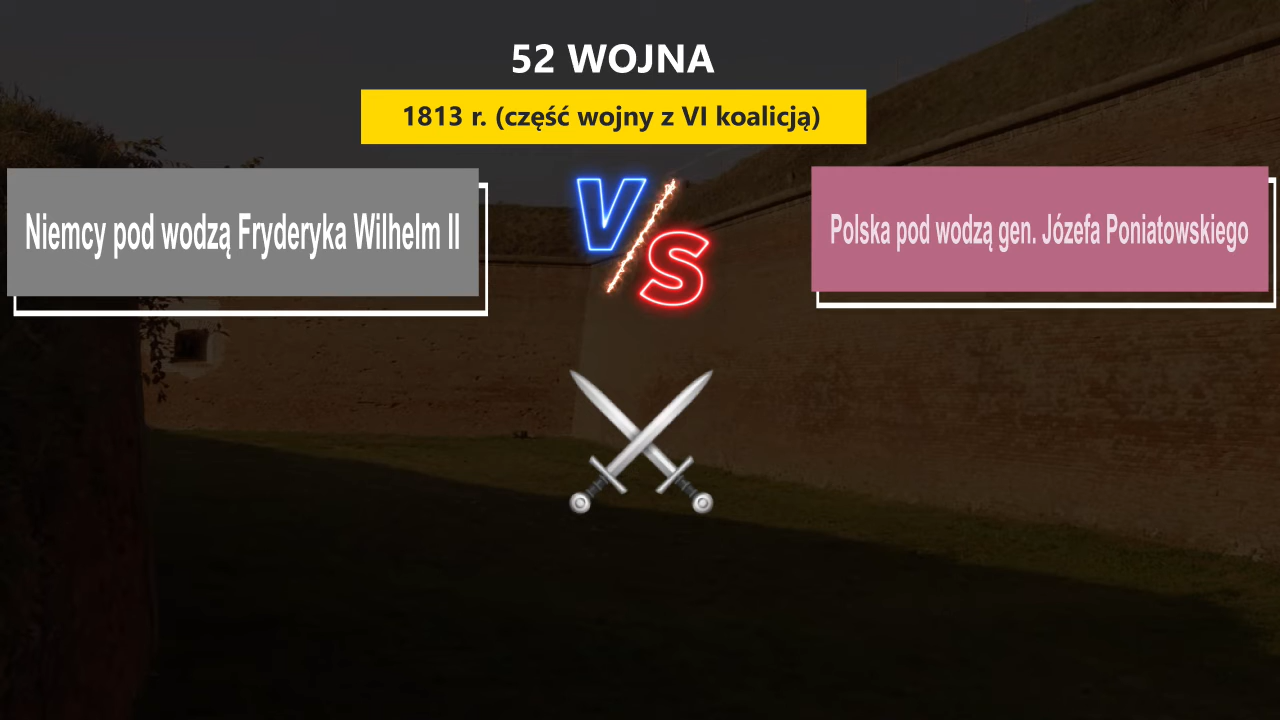 52 WOJNA
1813 r. (część wojny z VI koalicją)
Niemcy pod wodzą Fryderyka Wilhelm II
VS
Polska pod wodzą gen. Józefa Poniatowskiego